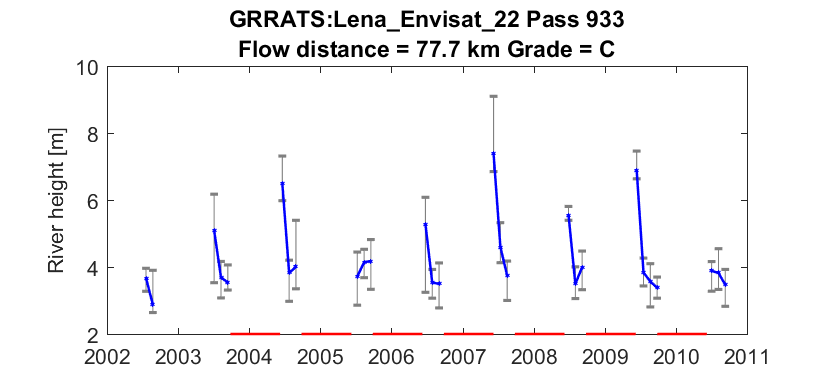 GRRATS:Lena_Envisat_22 Pass 933
Flow distance = 77.7 km Grade = C
River height [m]
10
8
6
4
2
2002 2003 2004 2005 2006 2007 2008 2009 2010 2011